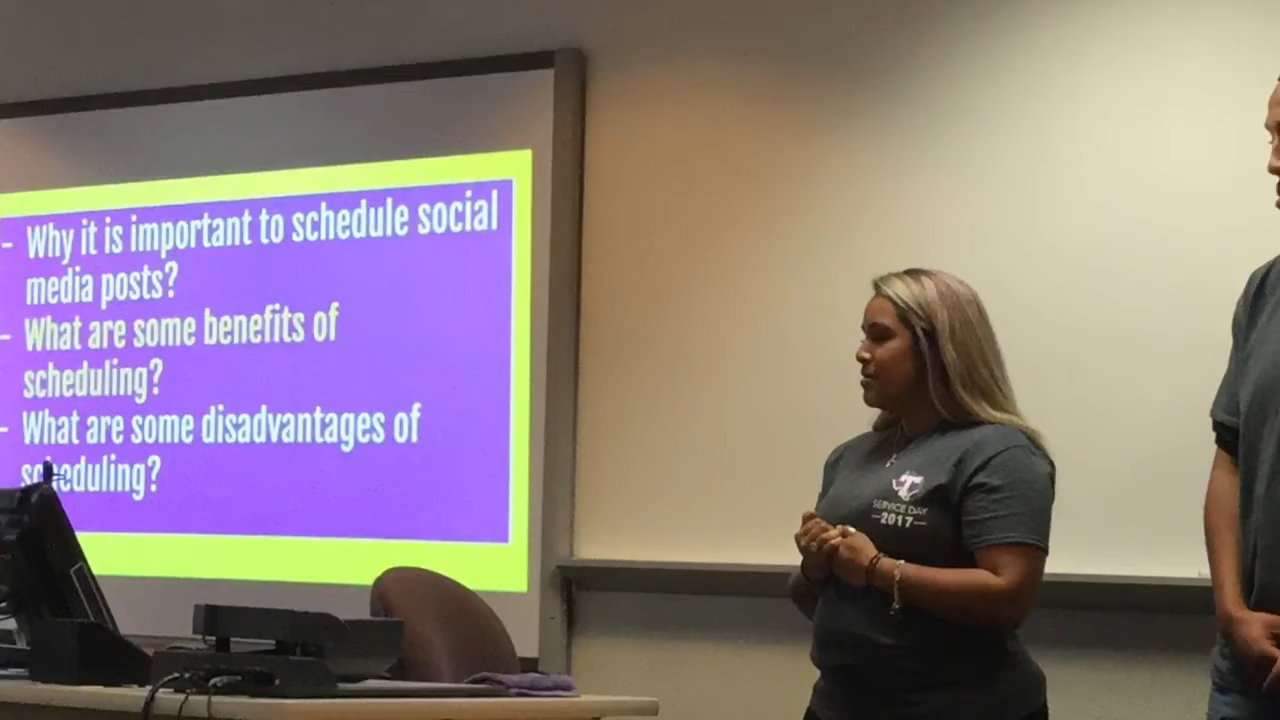 - Why it is important to schedule social
media posts?
- What are some benefits of
scheduling?
- What are some disadvantages of
scheduling?
T
SERVICE DAY
-2017-